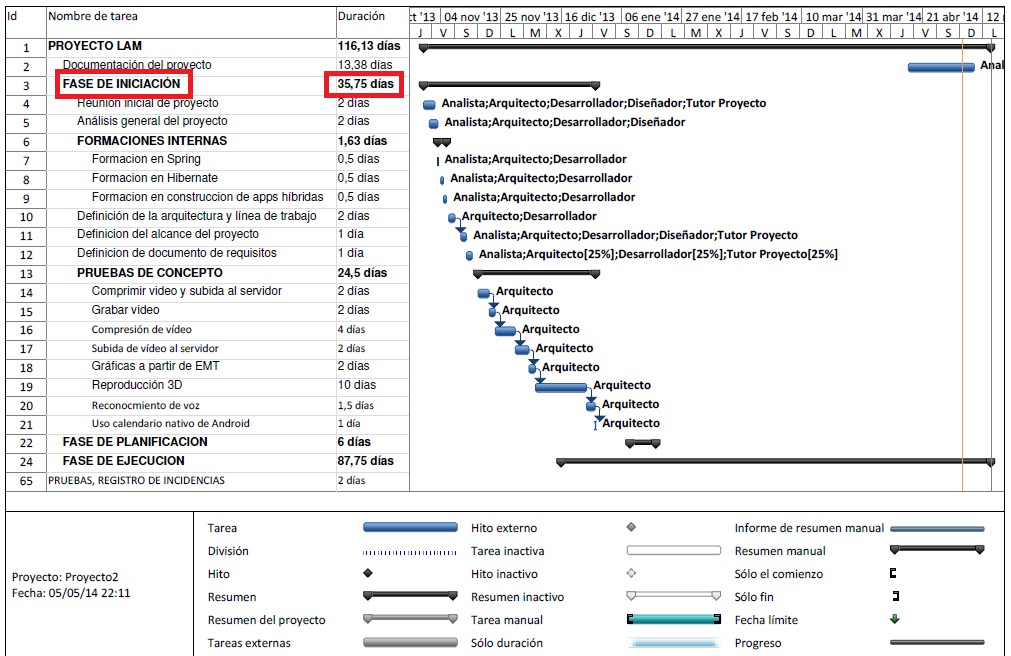 Id Nombre de tarea Duración ct '13 04 nov '13 25 nov '13 16 dic '13 06 ene '14 27 ene '14 17 feb '14 10 mar '14 31 mar '14 21 abr '14 12
J V S D L M X J V S D L M X J V S D L
1 PROYECTO LAM 116,13 días
2 Documentación del proyecto 13,38 días Anal
3 FASE DE INICIACIÓN 35,75 días
4 Reunión inicial de proyecto 2 días Analista;Arquitecto;Desarrollador;Diseñador;Tutor Proyecto
5 Análisis general del proyecto 2 días Analista;Arquitecto;Desarrollador;Diseñador
6 FORMACIONES INTERNAS 1,63 días
7 Formacion en Spring 0,5 días Analista;Arquitecto;Desarrollador
8 Formacion en Hibernate 0,5 días Analista;Arquitecto;Desarrollador
9 Formacion en construccion de apps híbridas 0,5 días Analista;Arquitecto;Desarrollador
10 Definición de la arquitectura y línea de trabajo 2 días Arquitecto;Desarrollador
11 Definicion del alcance del proyecto 1 día Analista;Arquitecto;Desarrollador;Diseñador;Tutor Proyecto
12 Definicion de documento de requisitos 1 día Analista;Arquitecto[25%];Desarrollador[25%];Tutor Proyecto[25%]
13 PRUEBAS DE CONCEPTO 24,5 días
14 Comprimir video y subida al servidor 2 días Arquitecto
15 Grabar video 2 días Arquitecto
16 Compresión de vídeo 4 días Arquitecto
17 Subida de vídeo al servidor 2 días Arquitecto
18 Gráficas a partir de EMT 2 días Arquitecto
19 Reproducción 3D 10 días Arquitecto
20 Reconocmiento de voz 1,5 días Arquitecto
21 Uso calendario nativo de Android 1 día Arquitecto
22 FASE DE PLANIFICACION 6 días
24 FASE DE EJECUCION 87,75 días
65 PRUEBAS, REGISTRO DE INCIDENCIAS 2 días
Proyecto: Proyecto2
Fecha: 05/05/14 22:11
Tarea Hito externo Informe de resumen manual
División Tarea inactiva Resumen manual
Hito Hito inactivo Sólo el comienzo
Resumen Resumen inactivo Sólo fin
Resumen del proyecto Tarea manual Fecha límite
Tareas externas Sólo duración Progreso